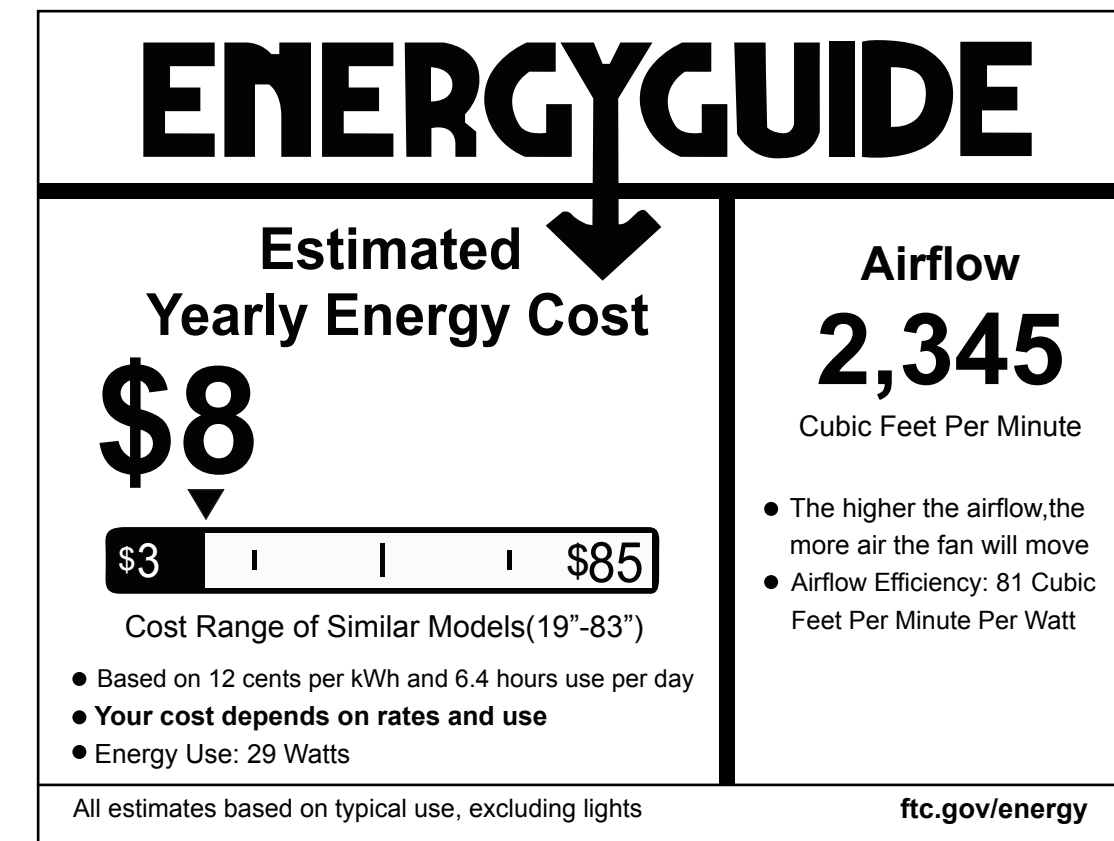 ENERGYGUIDE
Estimated
Yearly Energy Cost
$8
$3
$85
Cost Range of Similar Models(19”-83”)
● Based on 12 cents per kWh and 6.4 hours use per day
● Your cost depends on rates and use
● Energy Use: 29 Watts
Airflow
2,345
Cubic Feet Per Minute
● The higher the airflow,the
more air the fan will move
● Airflow Efficiency: 81 Cubic
Feet Per Minute Per Watt
All estimates based on typical use, excluding lights
ftc.gov/energy